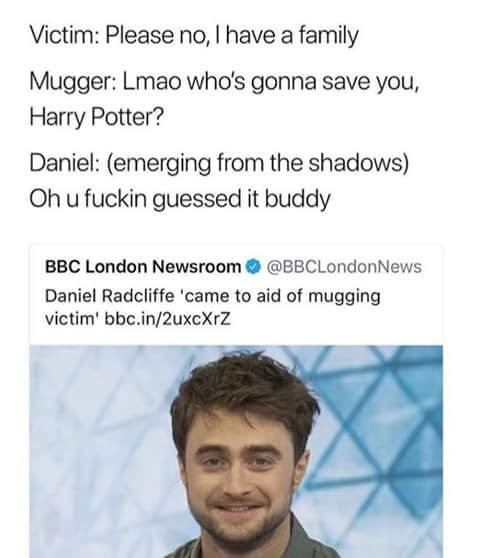 Victim: Please no, I have a family
Mugger: Lmao who's gonna save you,
Harry Potter?
Daniel: (emerging from the shadows)
Oh u fuckin guessed it buddy
BBC London Newsroom @BBCLondonNews
Daniel Radcliffe 'came to aid of mugging
victim' bbc.in/2uxcXrZ